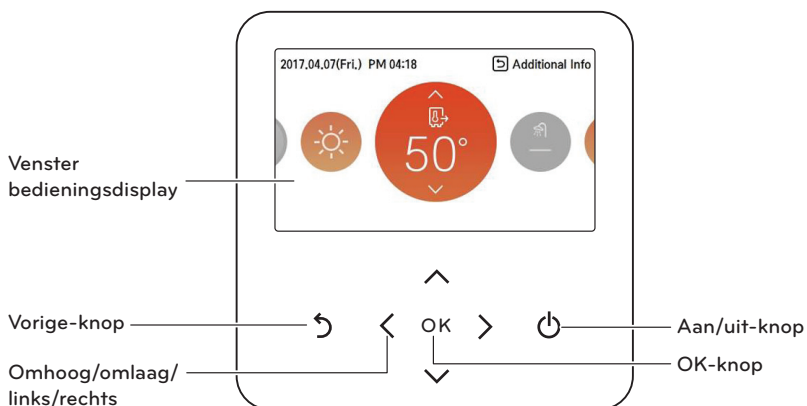 2017.04.07(Fri.) PM 04:18
Additional Info
50°
Venster
bedieningsdisplay
Vorige-knop
OK
Aan/uit-knop
OK-knop
Omhoog/omlaag/
links/rechts